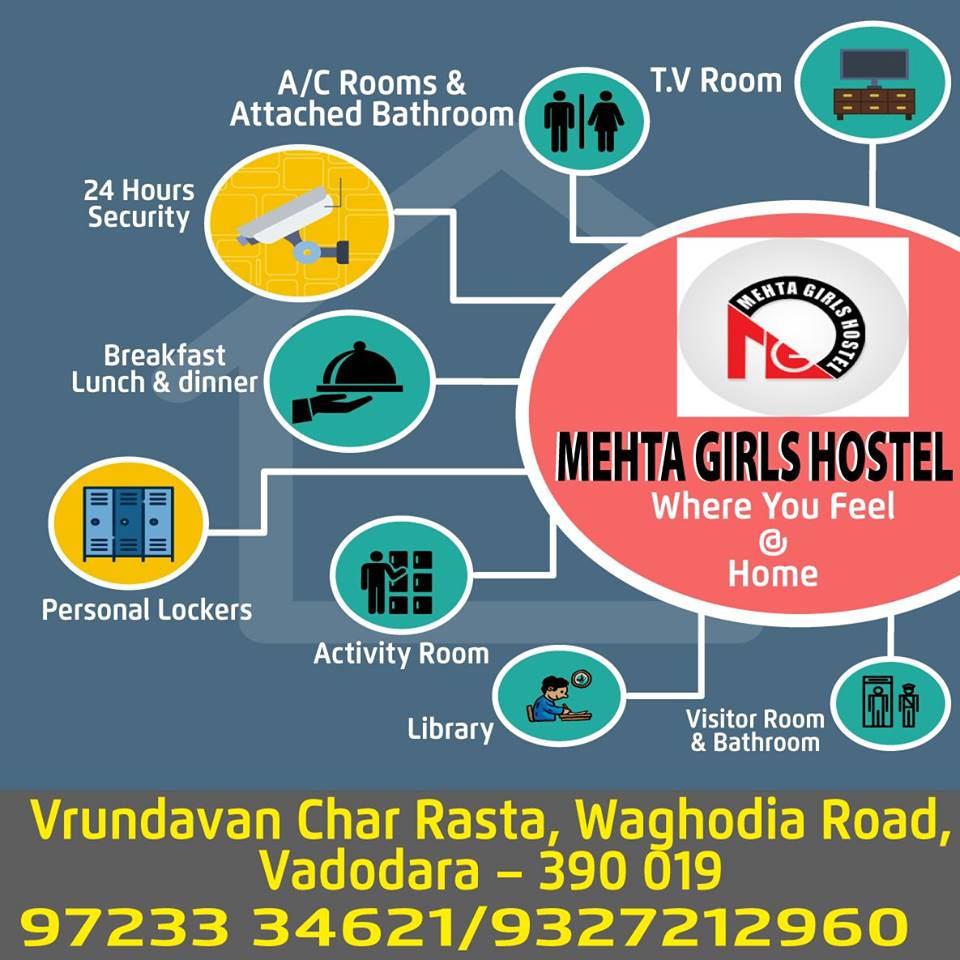 A/C Rooms &
Attached Bathroom
T.V Room
24 Hours
Security
MEHTA GIRLS HOSTEL
Breakfast
Lunch & dinner
MEHTA GIRLS HOSTEL
Where You Feel
@
Home
Personal Lockers
Activity Room
Library
Visitor Room
& Bathroom
Vrundavan Char Rasta, Waghodia Road,
Vadodara – 390 019
97233 34621/9327212960